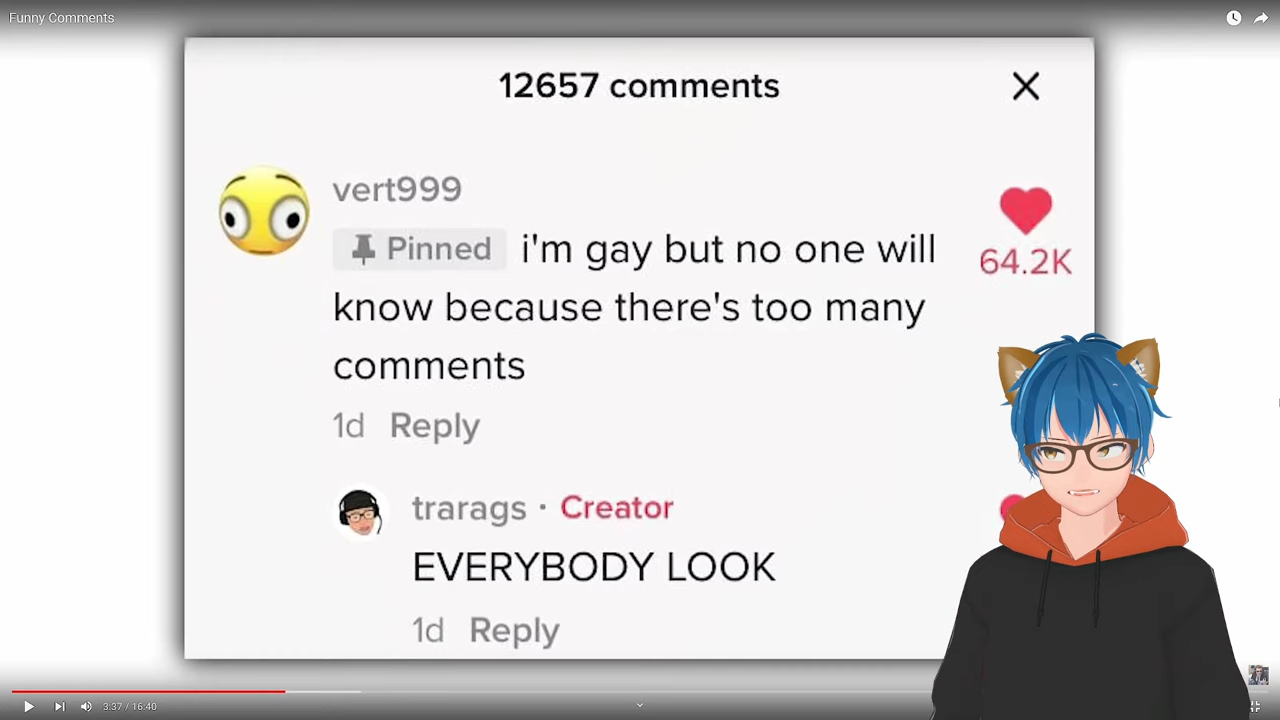 Funny Comments
12657 comments
vert999
Pinned i'm gay but no one will
know because there's too many
comments
64.2K
1d Reply
trarags · Creator
EVERYBODY LOOK
1d Reply
3:37 / 16:40